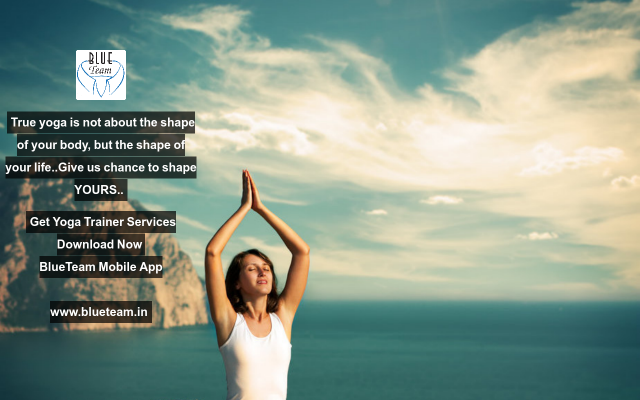 BLUE
Team
True yoga is not about the shape
of your body, but the shape of
your life..Give us chance to shape
YOURS..
Get Yoga Trainer Services
Download Now
BlueTeam Mobile App
www.blueteam.in